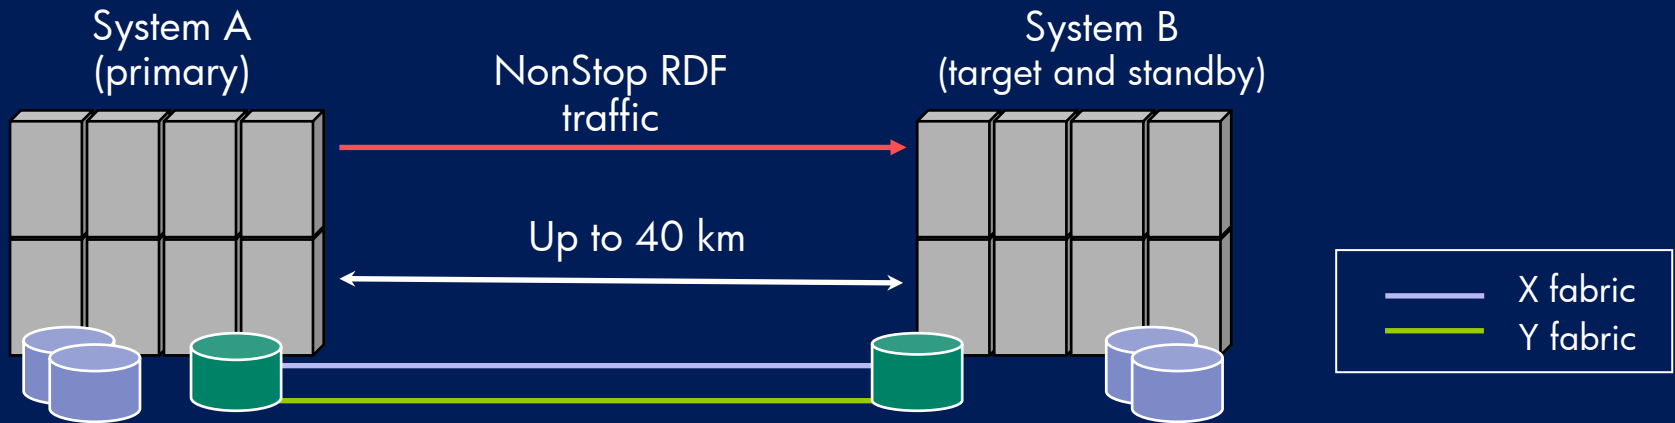 System A
(primary)
NonStop RDF
traffic
System B
(target and standby)
Up to 40 km
X fabric
Y fabric